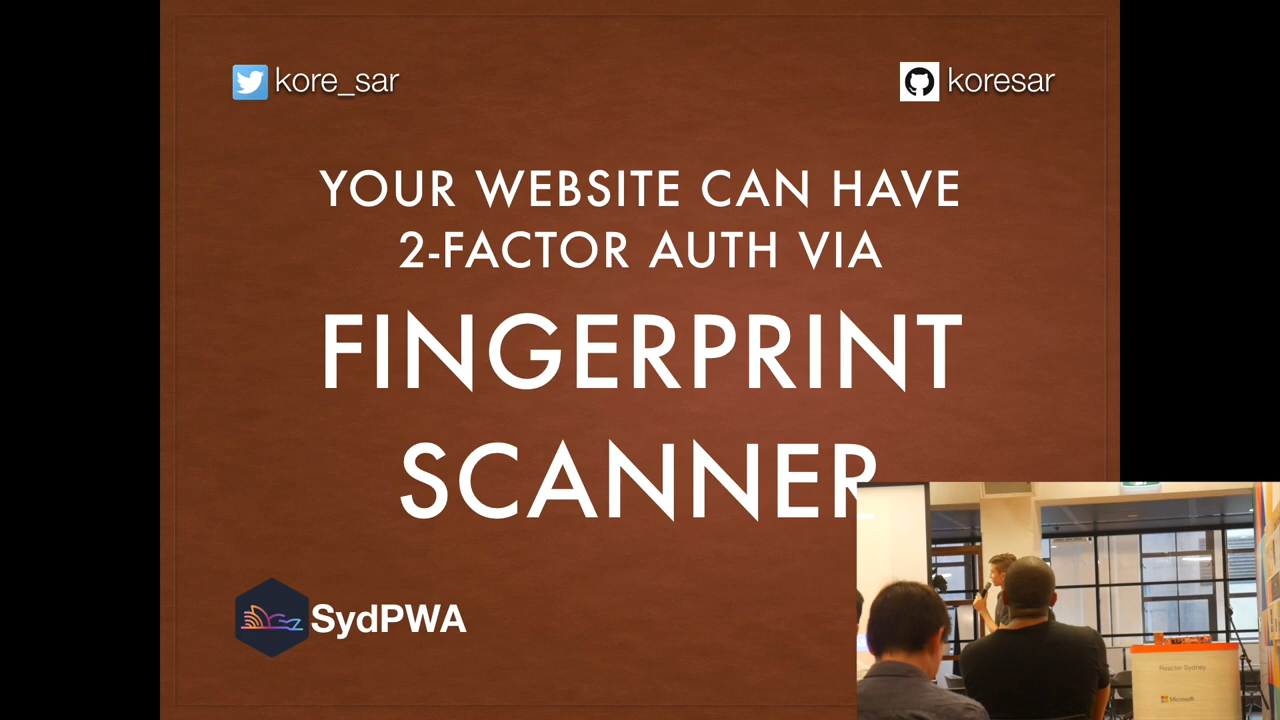 kore_sar
koresar
YOUR WEBSITE CAN HAVE
2-FACTOR AUTH VIA
FINGERPRINT
SCANNER
SydPWA
Reactor Sydney
Microsoft